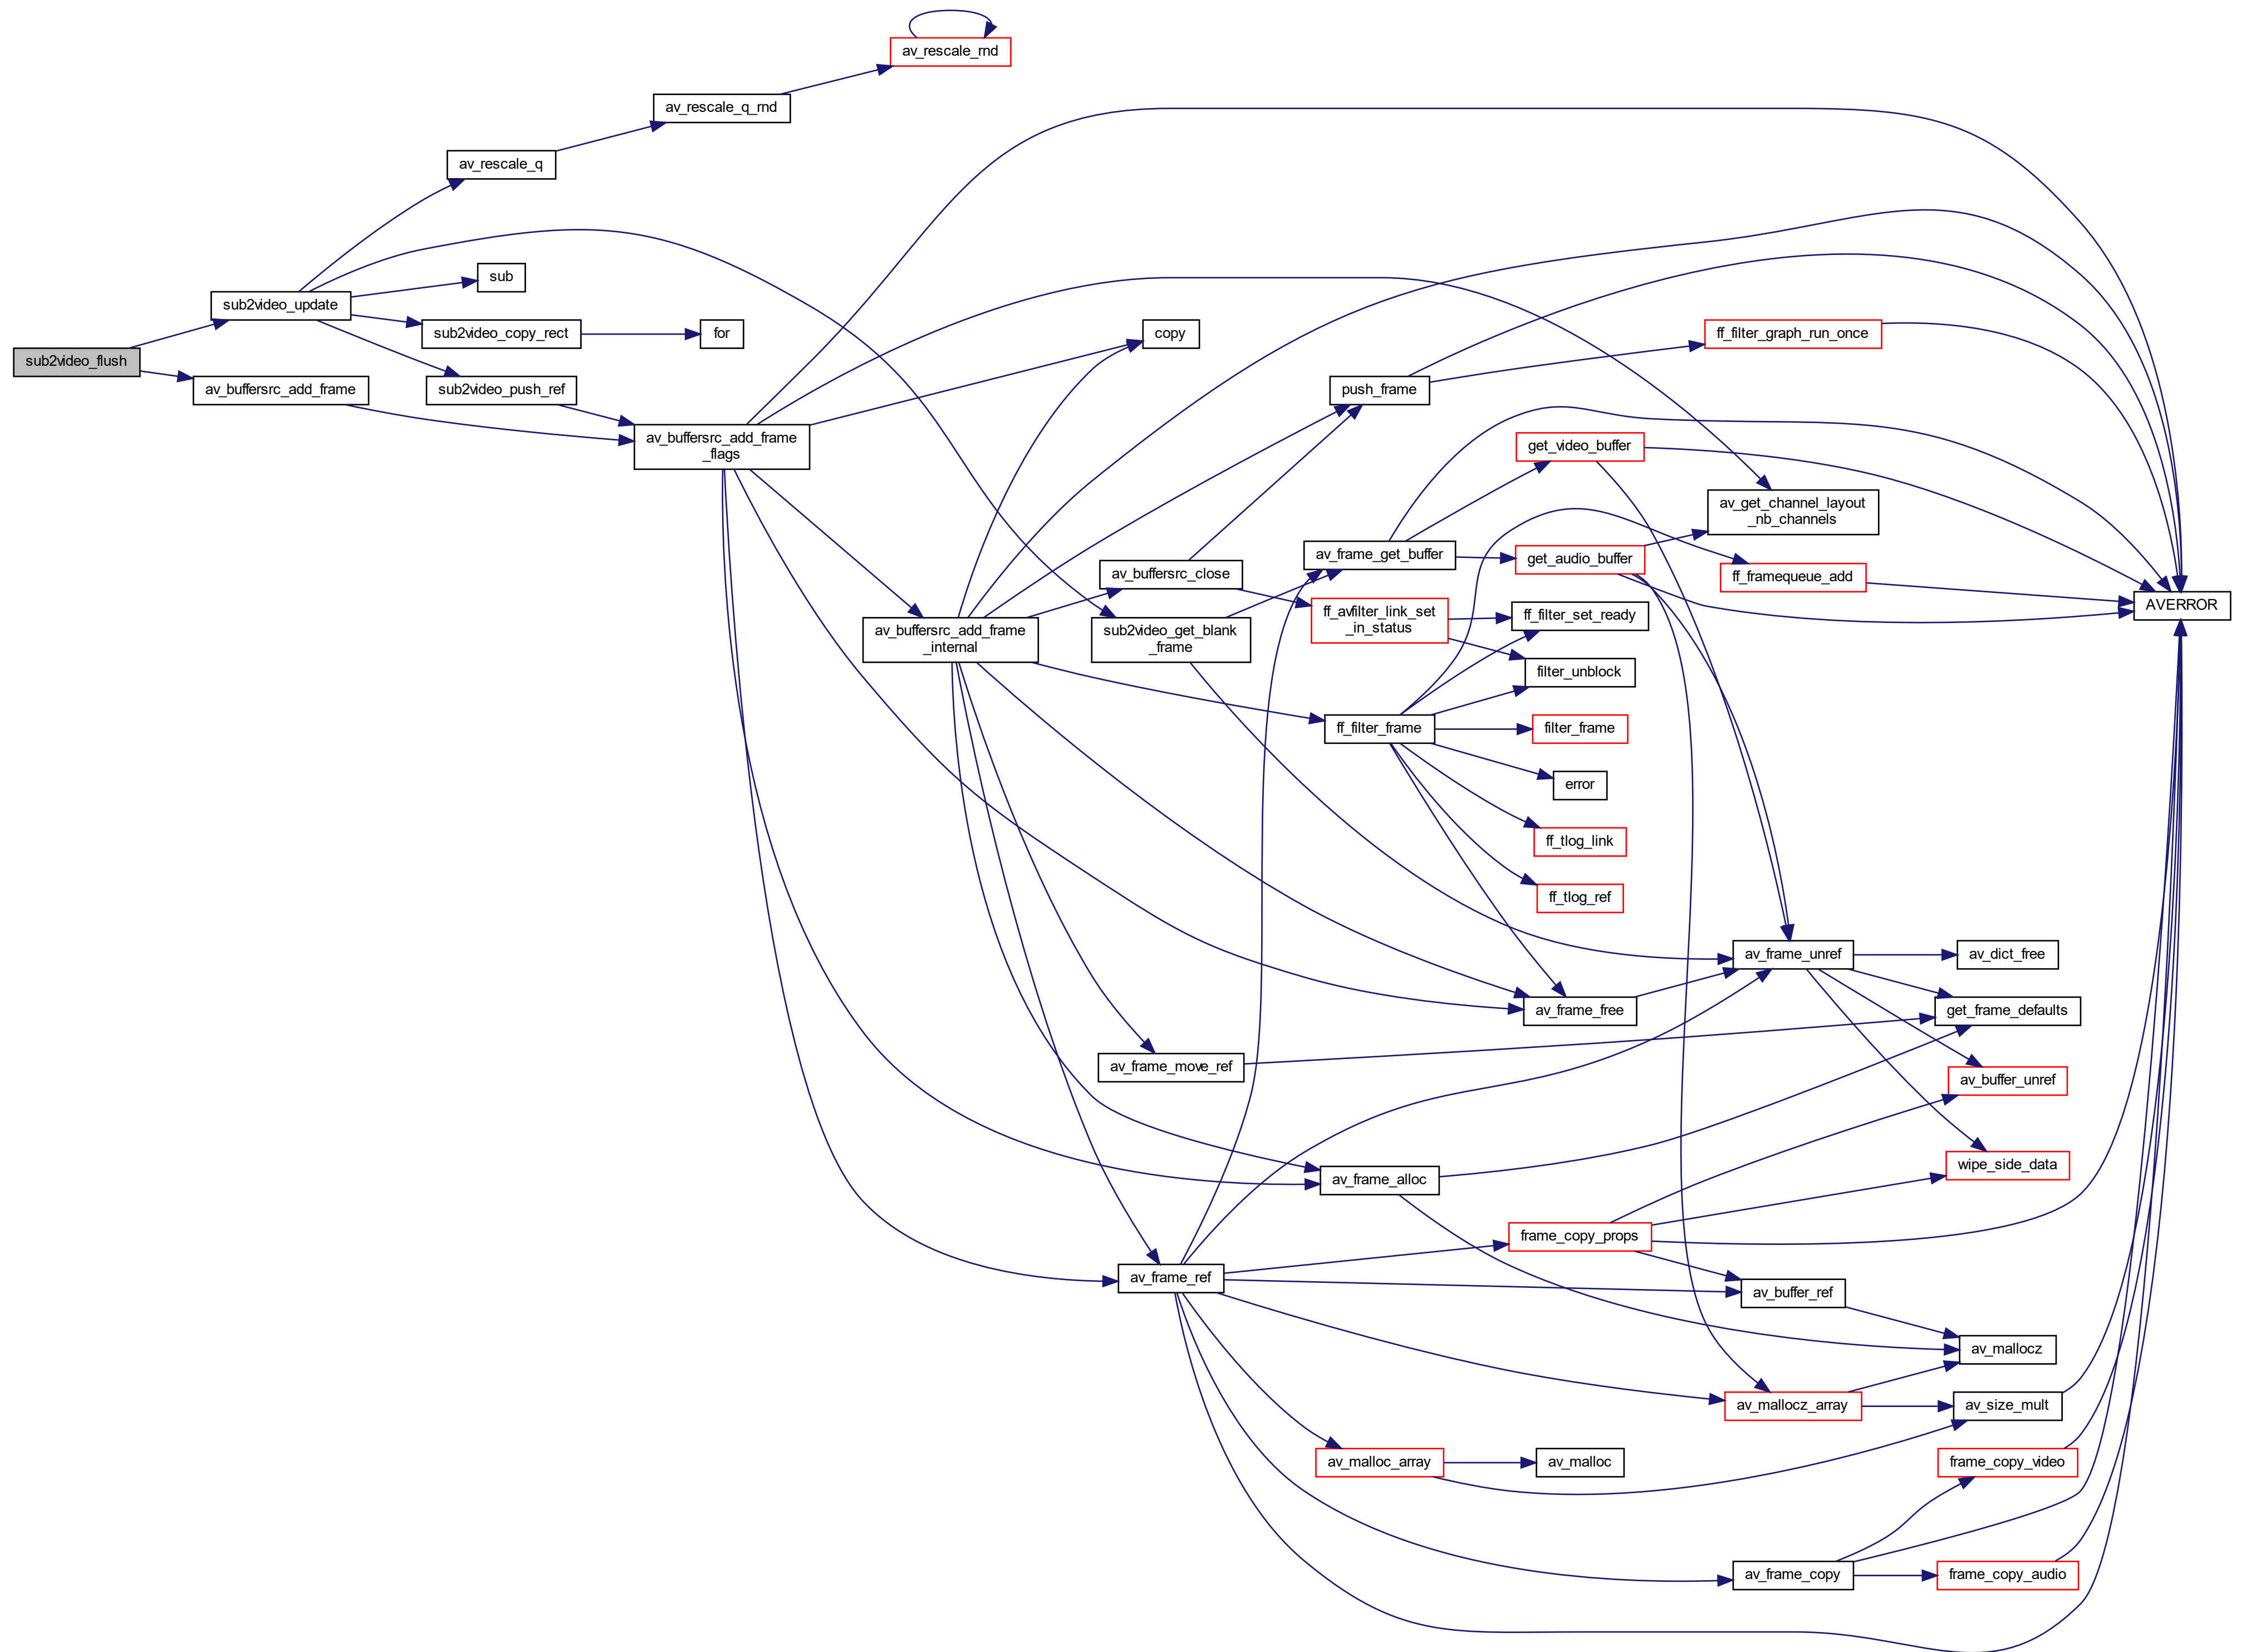 av_rescale_rnd
av_rescale_q_rnd
av_rescale_q
sub
sub2video_update
sub2video_copy_rect
for
copy
ff_filter_graph_run_once
sub2video_flush
av_buffersrc_add_frame
sub2video_push_ref
push_frame
av_buffersrc_add_frame
_flags
get_video_buffer
av_get_channel_layout
_nb_channels
av_frame_get_buffer
get_audio_buffer
av_buffersrc_close
ff_framequeue_add
AVERROR
ff_avfilter_link_set
_in_status
ff_filter_set_ready
av_buffersrc_add_frame
_internal
sub2video_get_blank
_frame
filter_unblock
ff_filter_frame
filter_frame
error
ff_tlog_link
ff_tlog_ref
av_frame_unref
av_dict_free
av_frame_free
get_frame_defaults
av_frame_move_ref
av_buffer_unref
wipe_side_data
av_frame_alloc
frame_copy_props
av_frame_ref
av_buffer_ref
av_mallocz
av_mallocz_array
av_size_mult
av_malloc_array
av_malloc
frame_copy_video
av_frame_copy
frame_copy_audio